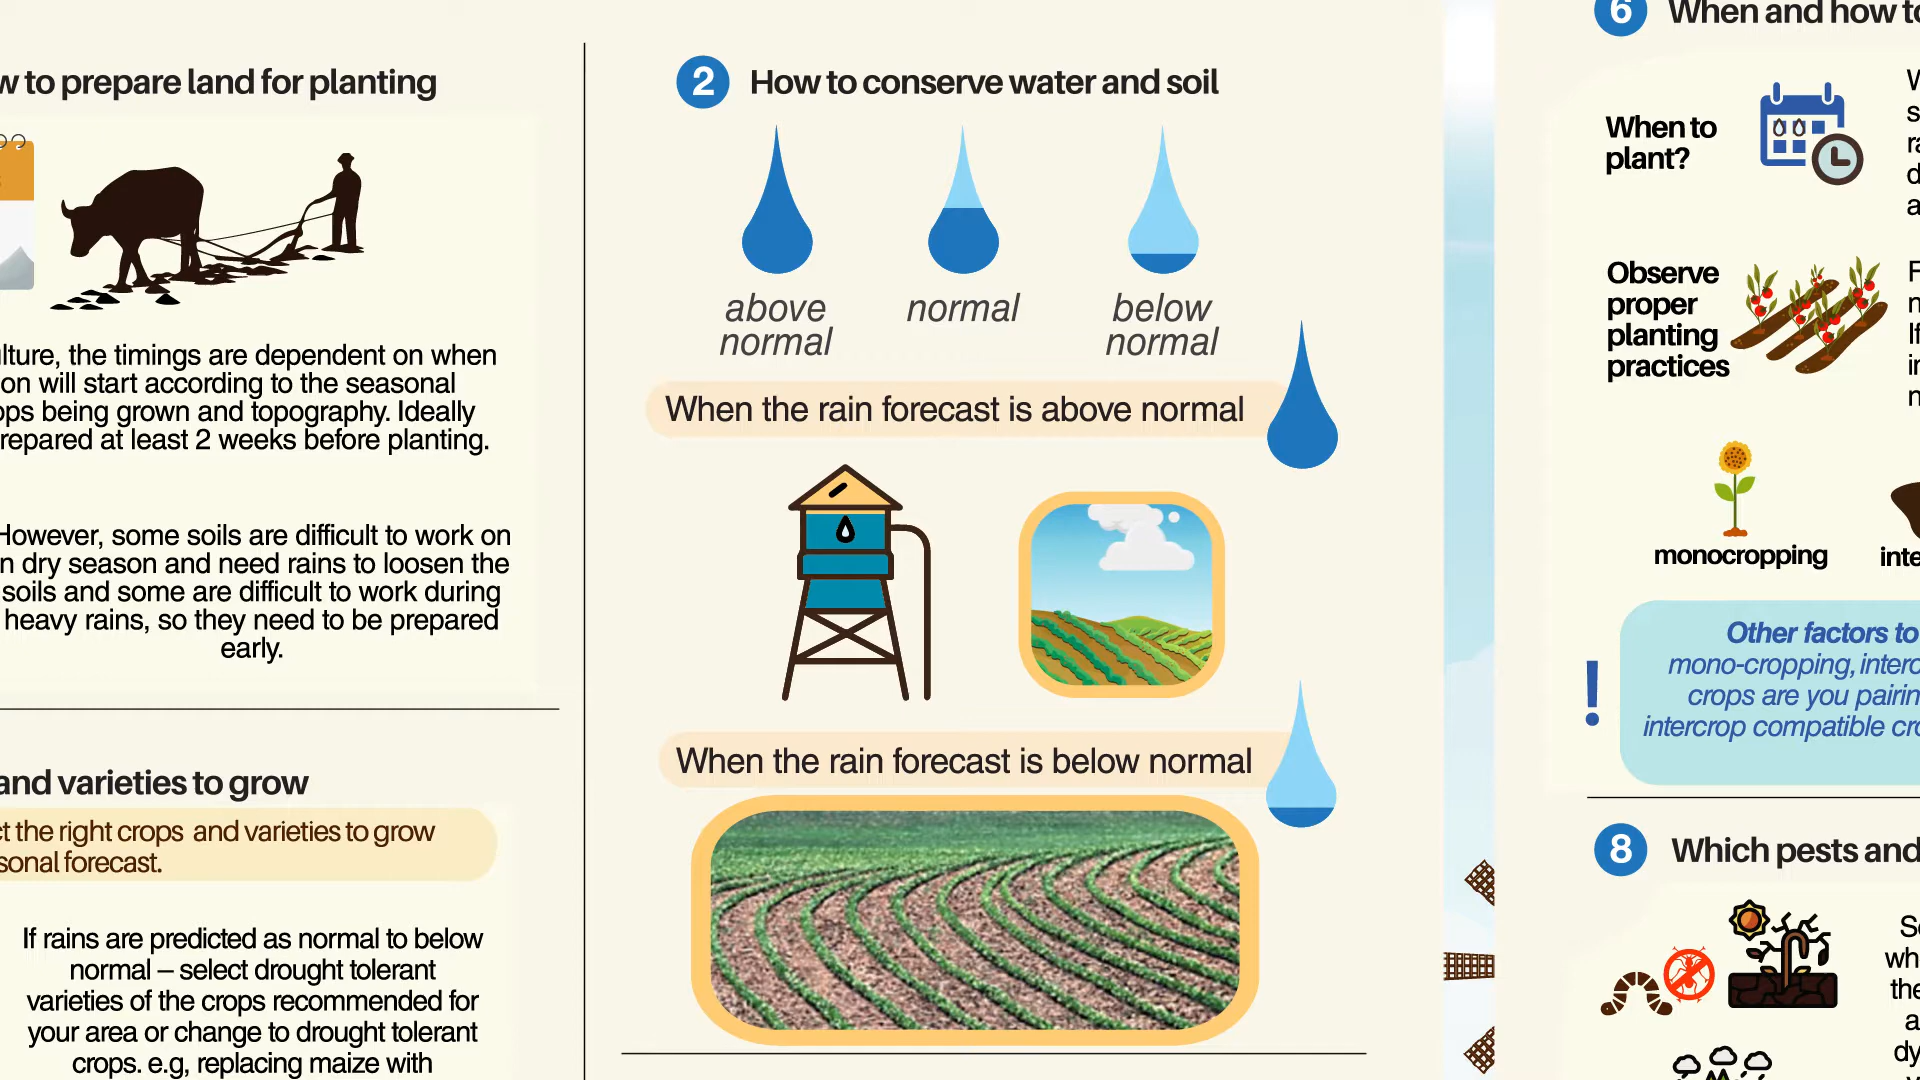 w to prepare land for planting
lture, the timings are dependent on when
on will start according to the seasonal
ops being grown and topography. Ideally
repared at least 2 weeks before planting.
However, some soils are difficult to work on
n dry season and need rains to loosen the
soils and some are difficult to work during
heavy rains, so they need to be prepared
early.
and varieties to grow
ct the right crops and varieties to grow
sonal forecast.
If rains are predicted as normal to below
normal – select drought tolerant
varieties of the crops recommended for
your area or change to drought tolerant
crops. e.g, replacing maize with
2 How to conserve water and soil
above
normal
normal
below
normal
When the rain forecast is above normal
When the rain forecast is below normal
6 When and how to
When to
plant?
Observe
proper
planting
practices
monocropping
inte
!
Other factors to
mono-cropping, interc
crops are you pairin
intercrop compatible cro
8 Which pests and